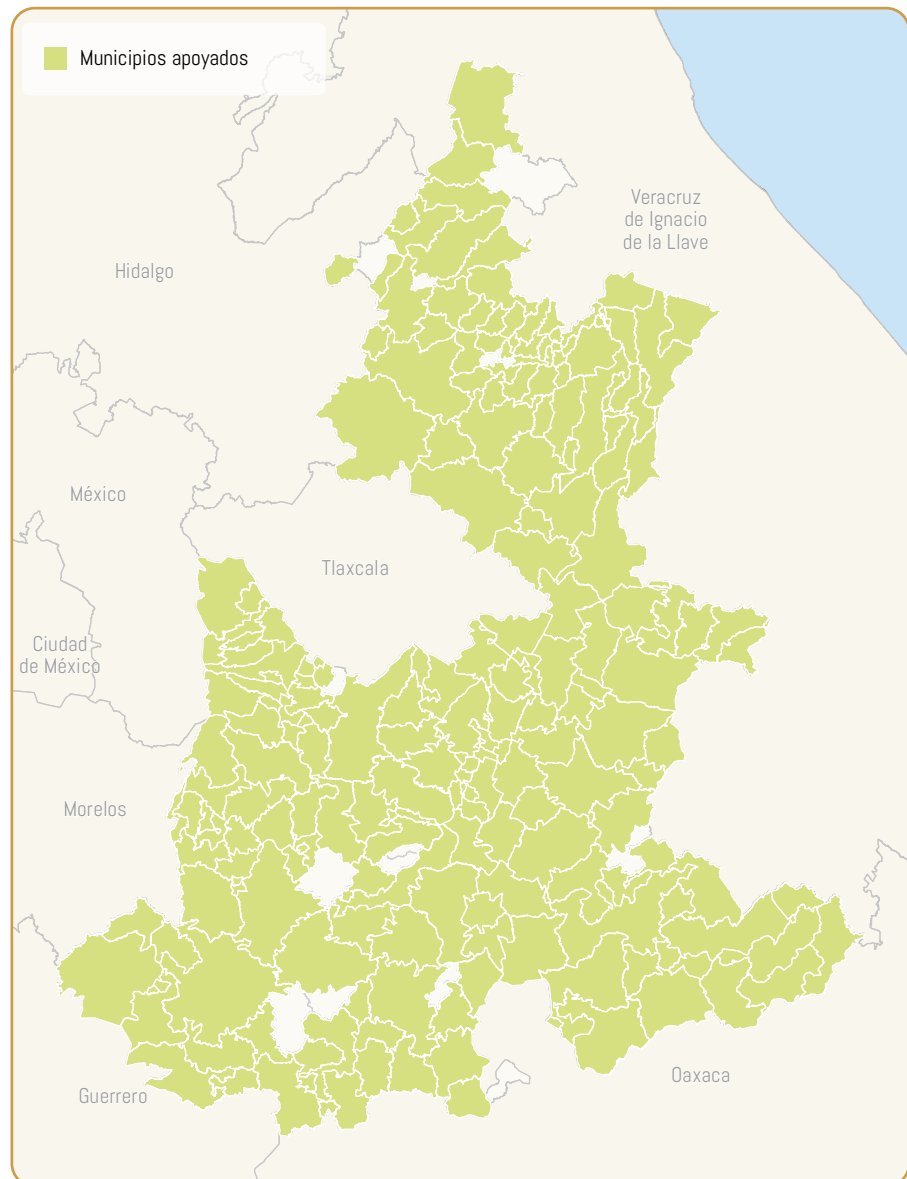 Municipios apoyados
Veracruz
de Ignacio
de la Llave
Hidalgo
México
Tlaxcala
Ciudad
de México
Morelos
Guerrero
Oaxaca